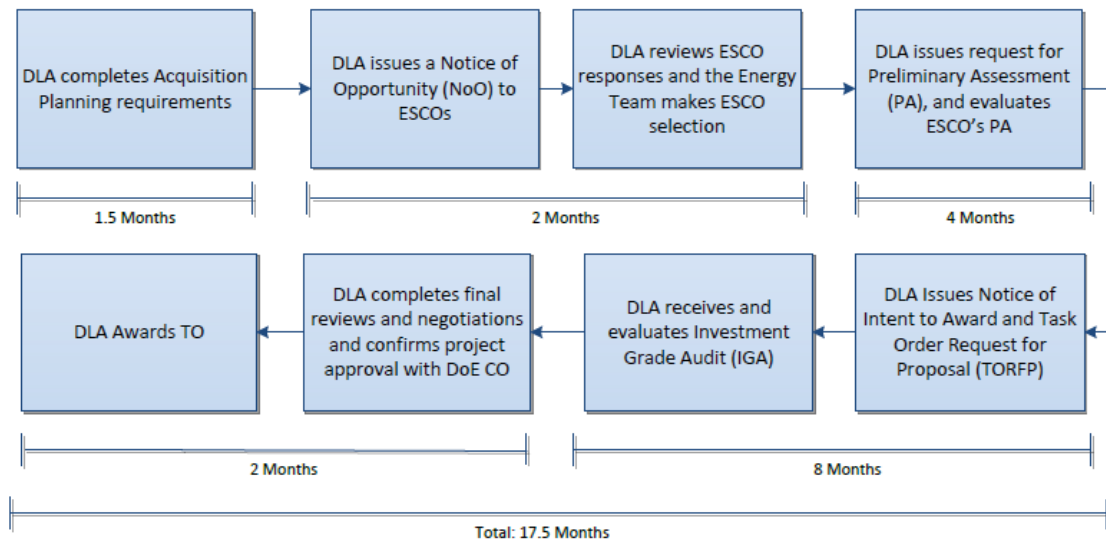 DLA completes Acquisition
Planning requirements
DLA issues a Notice of
Opportunity (NoO) to
ESCOs
DLA reviews ESCO
responses and the Energy
Team makes ESCO
selection
DLA issues request for
Preliminary Assessment
(PA), and evaluates
ESCO's PA
1.5 Months
2 Months
4 Months
DLA Awards TO
DLA completes final
reviews and negotiations
and confirms project
approval with DoE CO
DLA receives and
evaluates Investment
Grade Audit (IGA)
DLA Issues Notice of
Intent to Award and Task
Order Request for
Proposal (TORFP)
2 Months
8 Months
Total: 17.5 Months